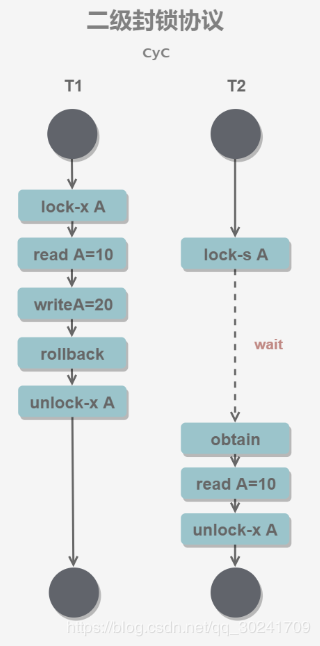 二级封锁协议
CyC
T1
T2
lock-x A
read A=10
lock-s A
writeA=20
rollback
wait
unlock-x A
obtain
read A=10
unlock-x A
https://blog.csdn.net/qq_30241709